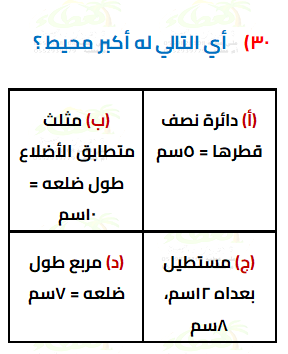 ٣٠) أي التالي له أكبر محيط ؟
(أ) دائرة نصف
قطرها = ٥سم
(ب) مثلث
متطابق الأضلاع
طول ضلعه =
١٠سم
(ج) مستطيل
بعداه ١٢سم،
٨سم
(د) مربع طول
ضلعه = ٧سم